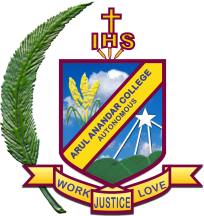 IHS
ARUL ANANDAR COLLEGE
AUTONOMOUS
WORK
JUSTICE
LOVE